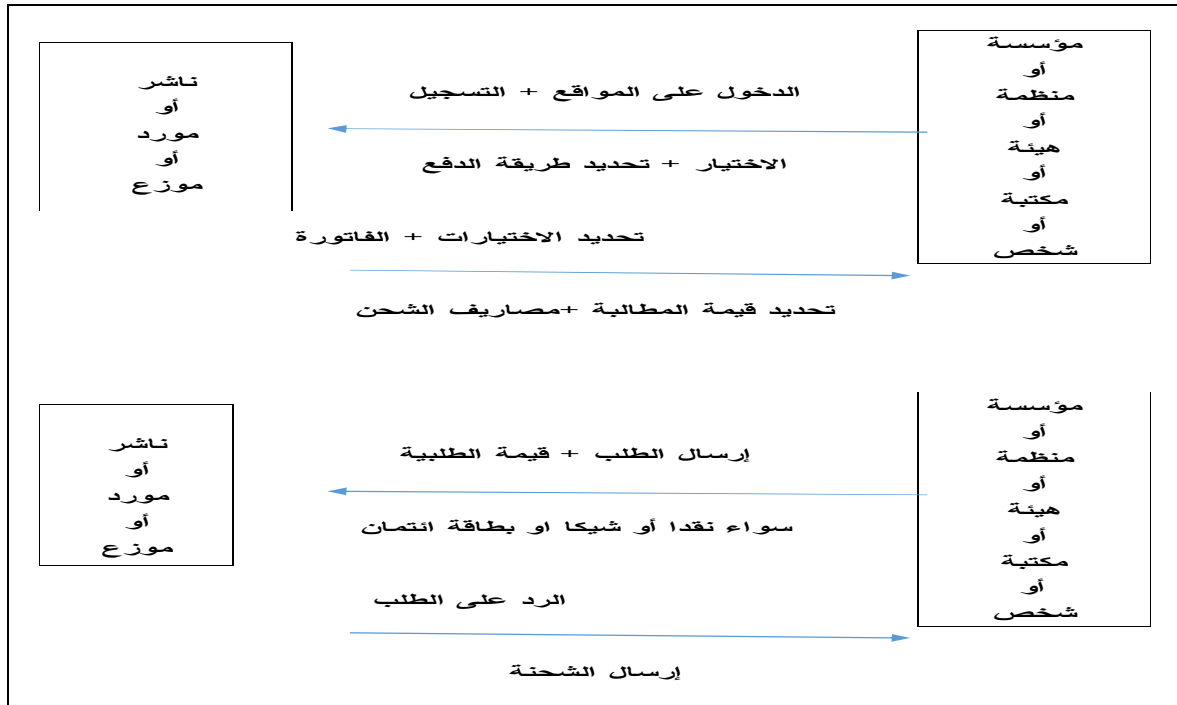 مؤسسة
أو
منظمة
أو
هيئة
أو
مكتبة
أو
شخص
الدخول على المواقع + التسجيل
الاختيار + تحديد طريقة الدفع
ناشر
أو
مورد
أو
موزع
تحديد الاختيارات + الفاتورة
تحديد قيمة المطالبة +مصاريف الشحن
مؤسسة
أو
منظمة
أو
هيئة
أو
مكتبة
أو
شخص
إرسال الطلب + قيمة الطلبية
سواء نقدا أو شيكا او بطاقة ائتمان
ناشر
أو
مورد
أو
موزع
الرد على الطلب
إرسال الشحنة